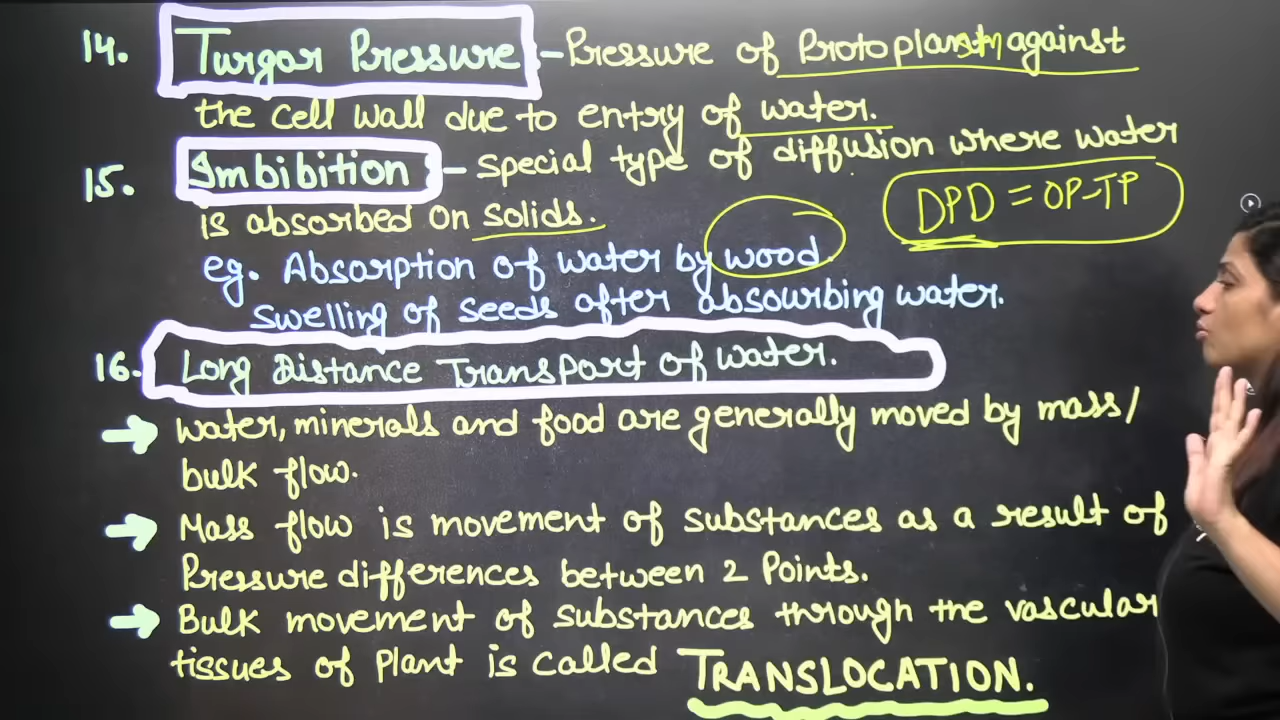 14. Turgor Pressure - Pressure of Protoplasm against
the cell wall due to entry of water.
15. Imbibition - special type of diffusion where water
is absorbed on solids.
DPD = OP-TP
eg. Absorption of water by wood.
Swelling of seeds after absourbing water.
16. Long Distance Transport of water.
→ water, minerals and food are generally moved by mass/
bulk flow.
→ Mass flow is movement of substances as a result of
Pressure differences between 2 Points.
→ Bulk movement of substances through the vascular
tissues of plant is called TRANSLOCATION.